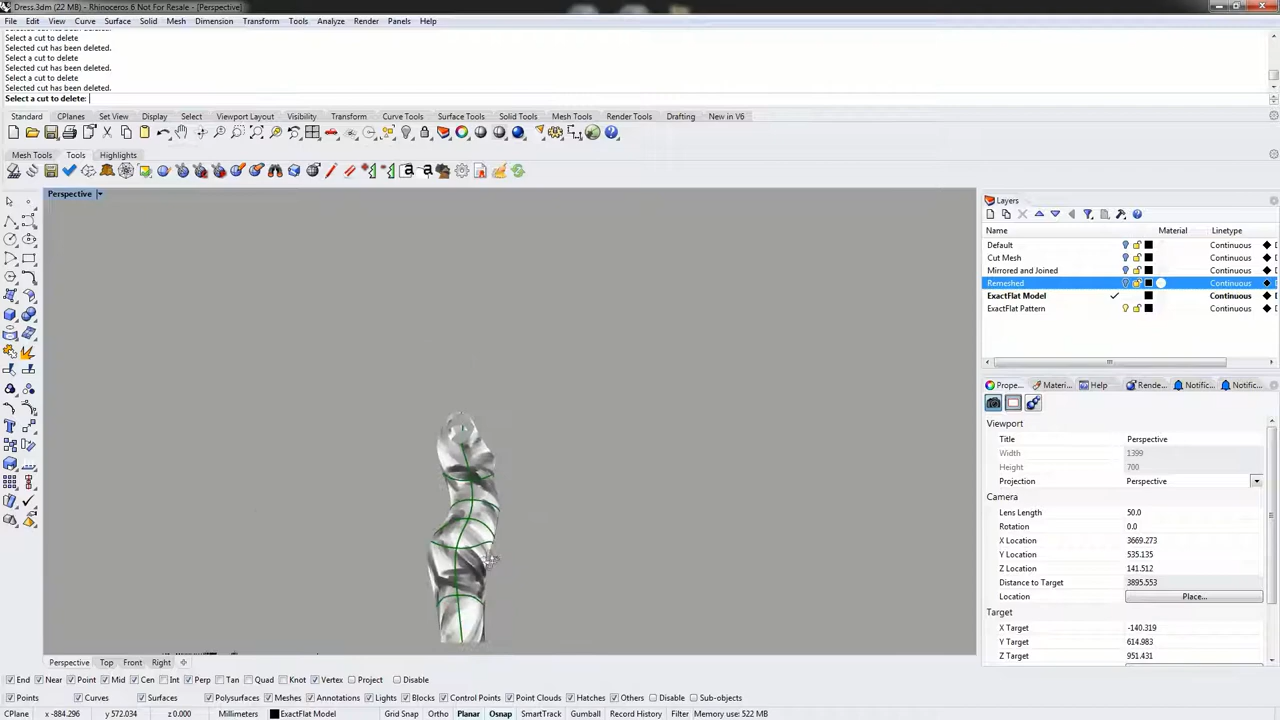 Dress.3dm (22 MB) - Rhinoceros 6 Not For Resale - [Perspective]
File Edit View Curve Surface Solid Mesh Dimension Transform Tools Analyze Render Panels Help
Select a cut to delete
Selected cut has been deleted.
Select a cut to delete
Selected cut has been deleted.
Select a cut to delete
Selected cut has been deleted.
Select a cut to delete:
Standard CPlanes Set View Display Select Viewport Layout Visibility Transform Curve Tools Surface Tools Solid Tools Mesh Tools Render Tools Drafting New in V6
Mesh Tools Tools Highlights
Perspective
Layers
Name Material Linetype
Default Continuous
Cut Mesh Continuous
Mirrored and Joined Continuous
Remeshed Continuous
ExactFlat Model Continuous
ExactFlat Pattern Continuous
Prope... Materi... Help Rende... Notific... Notific...
Viewport
Title Perspective
Width 1399
Height 700
Projection Perspective
Camera
Lens Length 50.0
Rotation 0.0
X Location 3669.273
Y Location 535.135
Z Location 141.512
Distance to Target 3895.553
Location Place...
Target
X Target -140.319
Y Target 614.983
Z Target 951.431
Perspective Top Front Right
End Near Point Mid Cen Int Perp Tan Quad Knot Vertex Project Disable
Points Curves Surfaces Polysurfaces Meshes Annotations Lights Blocks Control Points Point Clouds Hatches Others Disable Sub-objects
CPlane x -884.296 y 572.034 z 0.000 Millimeters ExactFlat Model Grid Snap Ortho Planar Osnap SmartTrack Gumball Record History Filter Memory use: 522 MB